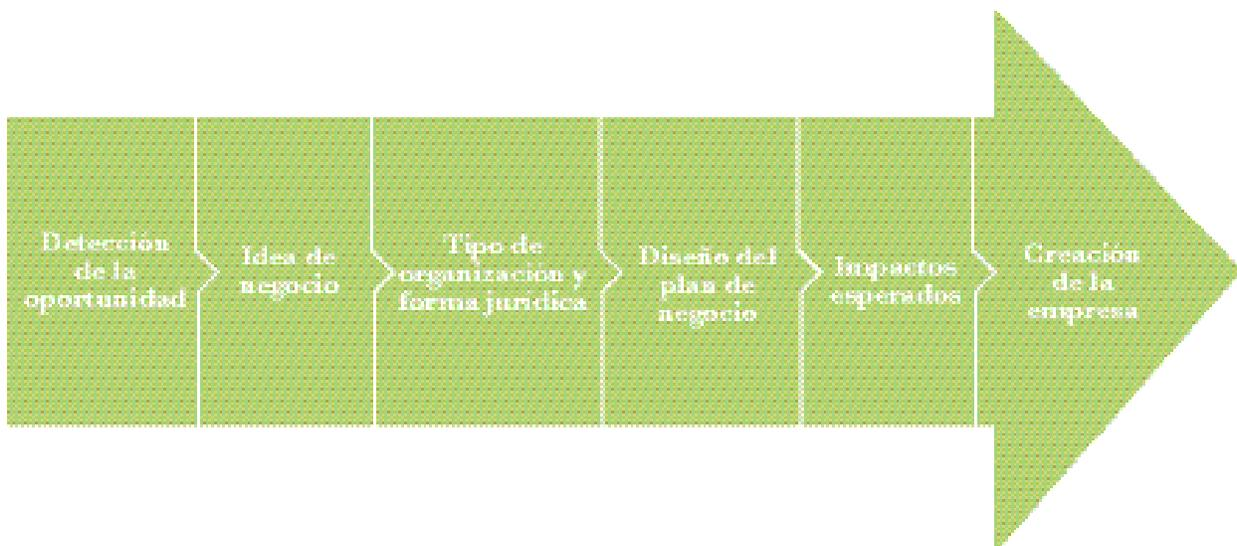 Detección
de la
oportunidad
Idea de
negocio
Tipo de
organización y
forma jurídica
Diseño del
plan de
negocio
Impactos
esperados
Creación
de la
empresa